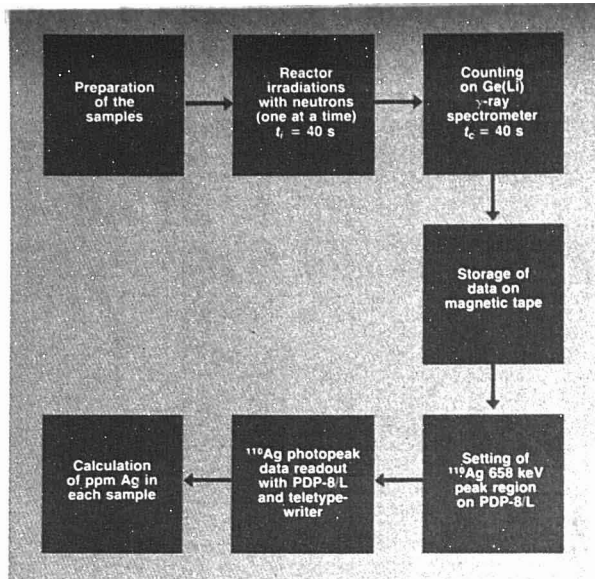 Preparation
of the
samples
Reactor
irradiations
with neutrons
(one at a time)
tᵢ = 40 s
Counting
on Ge(Li)
γ-ray
spectrometer
t_c = 40 s
Storage of
data on
magnetic tape
Setting of
¹¹⁰Ag 658 keV
peak region
on PDP-8/L
¹¹⁰Ag photopeak
data readout
with PDP-8/L
and teletype-
writer
Calculation
of ppm Ag in
each sample